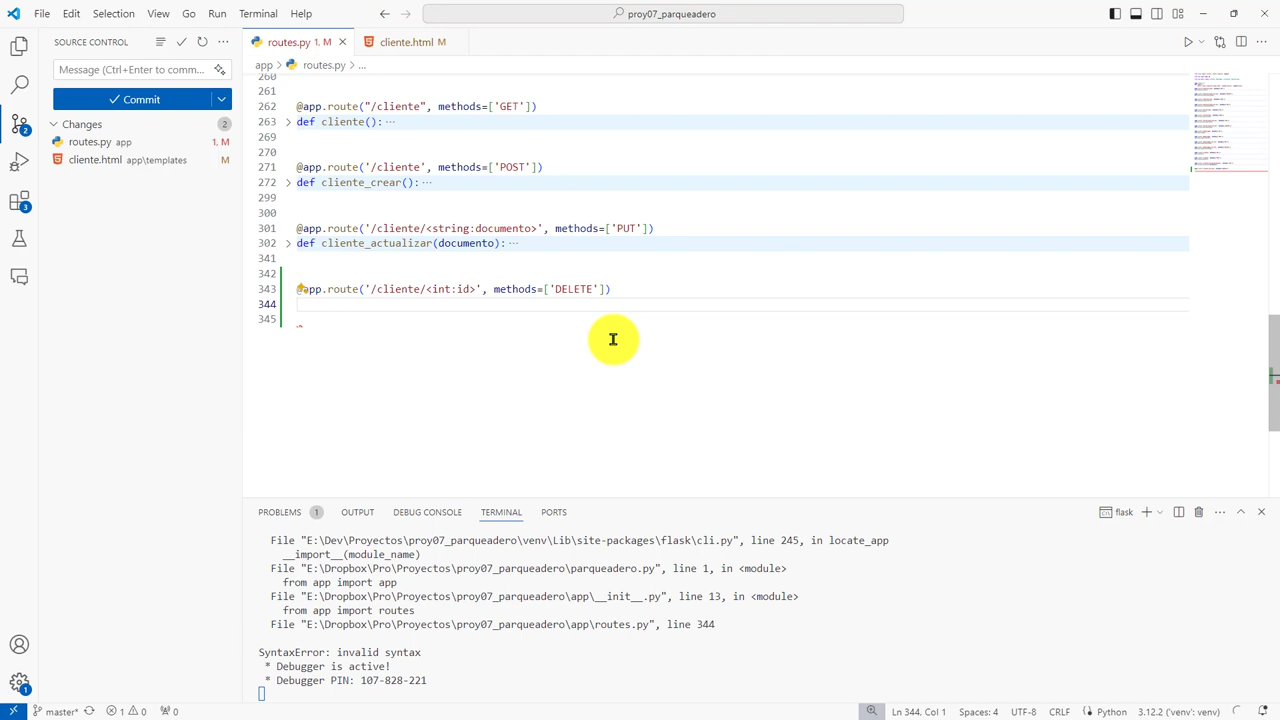 File Edit Selection View Go Run Terminal Help
proy07_parqueadero
SOURCE CONTROL
Message (Ctrl+Enter to comm...
Commit
Changes 2
routes.py app 1, M
cliente.html app\templates M
routes.py 1, M
cliente.html M
app > routes.py > ...
260
261
262 @app.route("/cliente", methods=['GET'])
263 def cliente(): ...
269
270
271 @app.route('/cliente', methods=[
272 def cliente_crear(): ...
299
300
301 @app.route('/cliente/<string:documento>', methods=['PUT'])
302 def cliente_actualizar(documento): ...
341
342
343 @app.route('/cliente/<int:id>', methods=['DELETE'])
344
345
PROBLEMS 1 OUTPUT DEBUG CONSOLE TERMINAL PORTS
flask
File "E:\Dev\Proyectos\proy07_parqueadero\venv\Lib\site-packages\flask\cli.py", line 245, in locate_app
__import__(module_name)
File "E:\Dropbox\Pro\Proyectos\proy07_parqueadero\parqueadero.py", line 1, in <module>
from app import app
File "E:\Dropbox\Pro\Proyectos\proy07_parqueadero\app\__init__.py", line 13, in <module>
from app import routes
File "E:\Dropbox\Pro\Proyectos\proy07_parqueadero\app\routes.py", line 344
SyntaxError: invalid syntax
* Debugger is active!
* Debugger PIN: 107-828-221
2
3
1
master* 1 0 0 Ln 344, Col 1 Spaces: 4 UTF-8 CRLF Python 3.12.2 ('venv': venv)